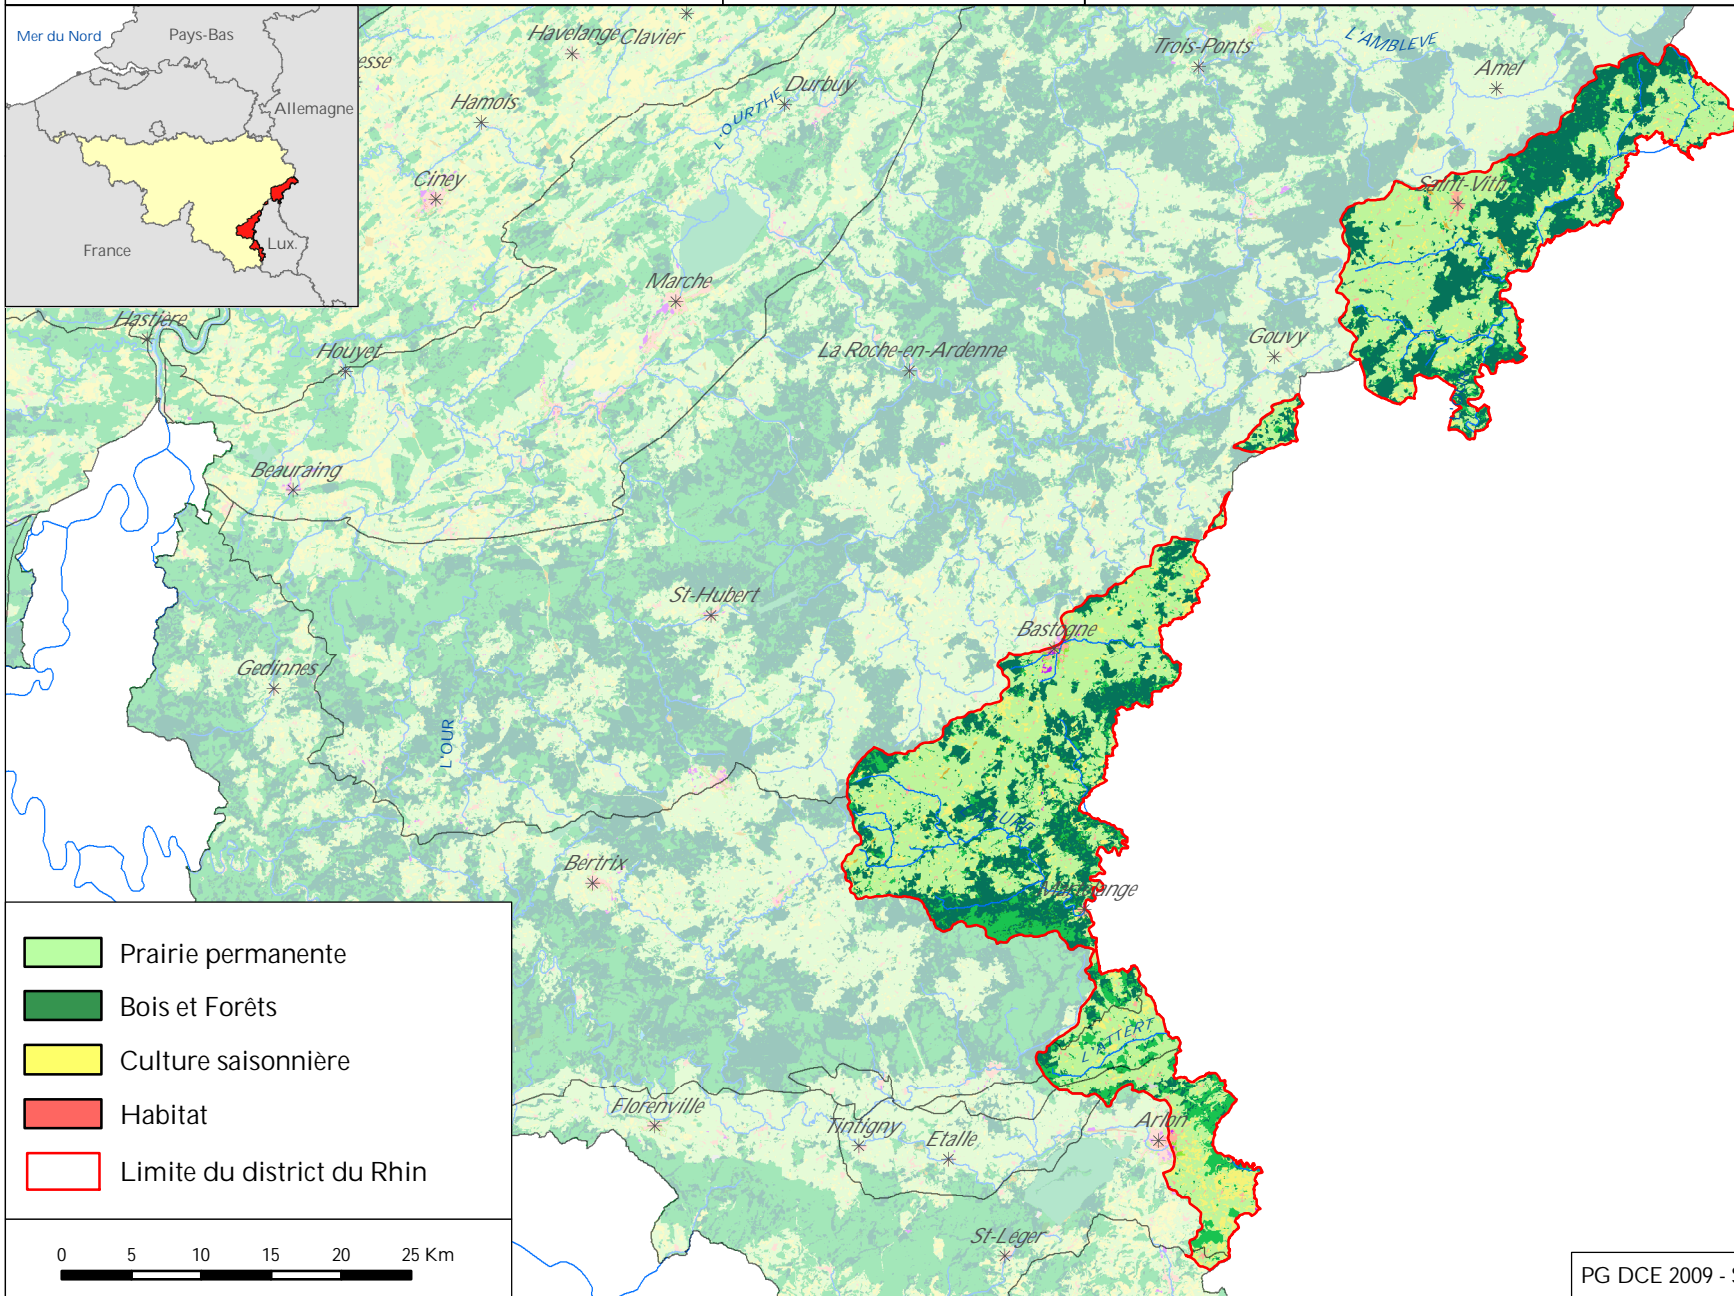 Mer du Nord
Pays-Bas
Allemagne
France
Lux.
esse
Havelange
Clavier
Hamois
Durbuy
L'OURTHE
Ciney
Trois-Ponts
L'AMBLEVE
Amel
Saint-Vith
Marche
Hastière
Houyet
La Roche-en-Ardenne
Gouvy
Beauraing
St-Hubert
Bastogne
Gedinnes
L'OUR
Bertrix
L'ATTERT
Florenville
Tintigny
Etalle
Arlon
St-Léger
Prairie permanente
Bois et Forêts
Culture saisonnière
Habitat
Limite du district du Rhin
0 5 10 15 20 25 Km
PG DCE 2009 -